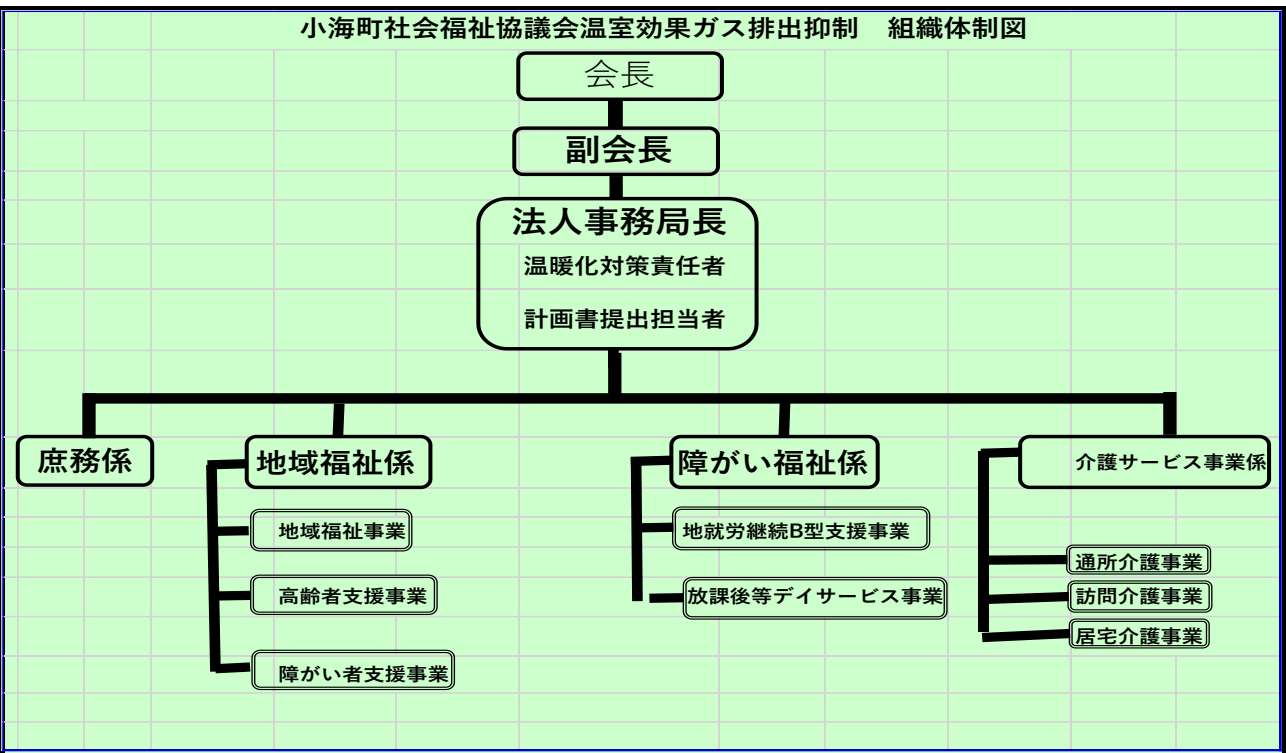 小海町社会福祉協議会温室効果ガス排出抑制　組織体制図
会長
副会長
法人事務局長
温暖化対策責任者
計画書提出担当者
庶務係
地域福祉係
障がい福祉係
介護サービス事業係
地域福祉事業
地就労継続B型支援事業
通所介護事業
高齢者支援事業
放課後等デイサービス事業
訪問介護事業
居宅介護事業
障がい者支援事業